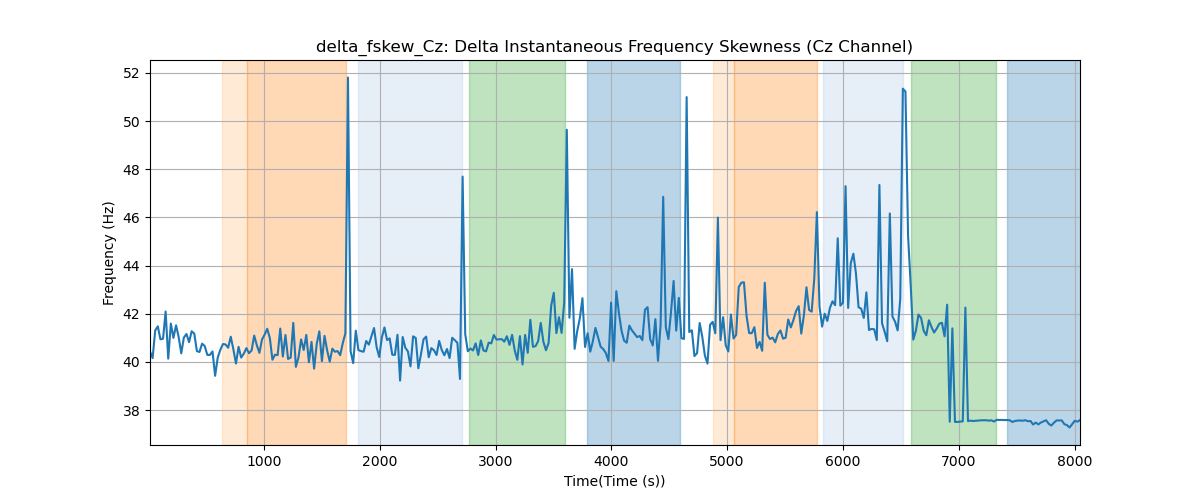 delta_fskew_Cz: Delta Instantaneous Frequency Skewness (Cz Channel)
52
50
48
46
44
42
40
38
Frequency (Hz)
1000 2000 3000 4000 5000 6000 7000 8000
Time(Time (s))